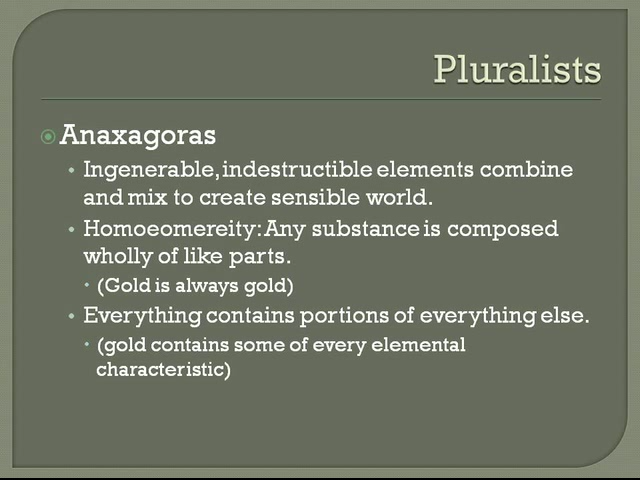 Pluralists
Anaxagoras
Ingenerable, indestructible elements combine
and mix to create sensible world.
Homoeomereity: Any substance is composed
wholly of like parts.
(Gold is always gold)
Everything contains portions of everything else.
(gold contains some of every elemental
characteristic)